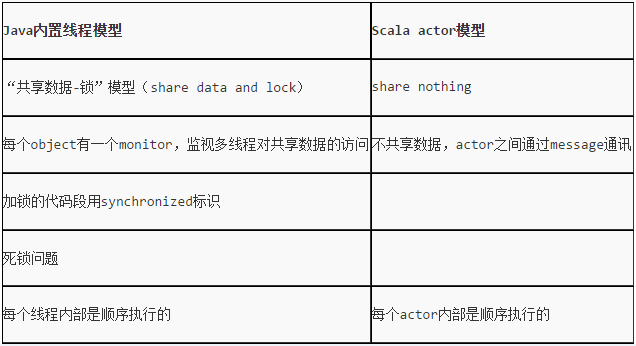 Java内置线程模型 Scala actor模型
“共享数据-锁”模型（share data and lock） share nothing
每个object有一个monitor，监视多线程对共享数据的访问 不共享数据，actor之间通过message通讯
加锁的代码段用synchronized标识
死锁问题
每个线程内部是顺序执行的 每个actor内部是顺序执行的